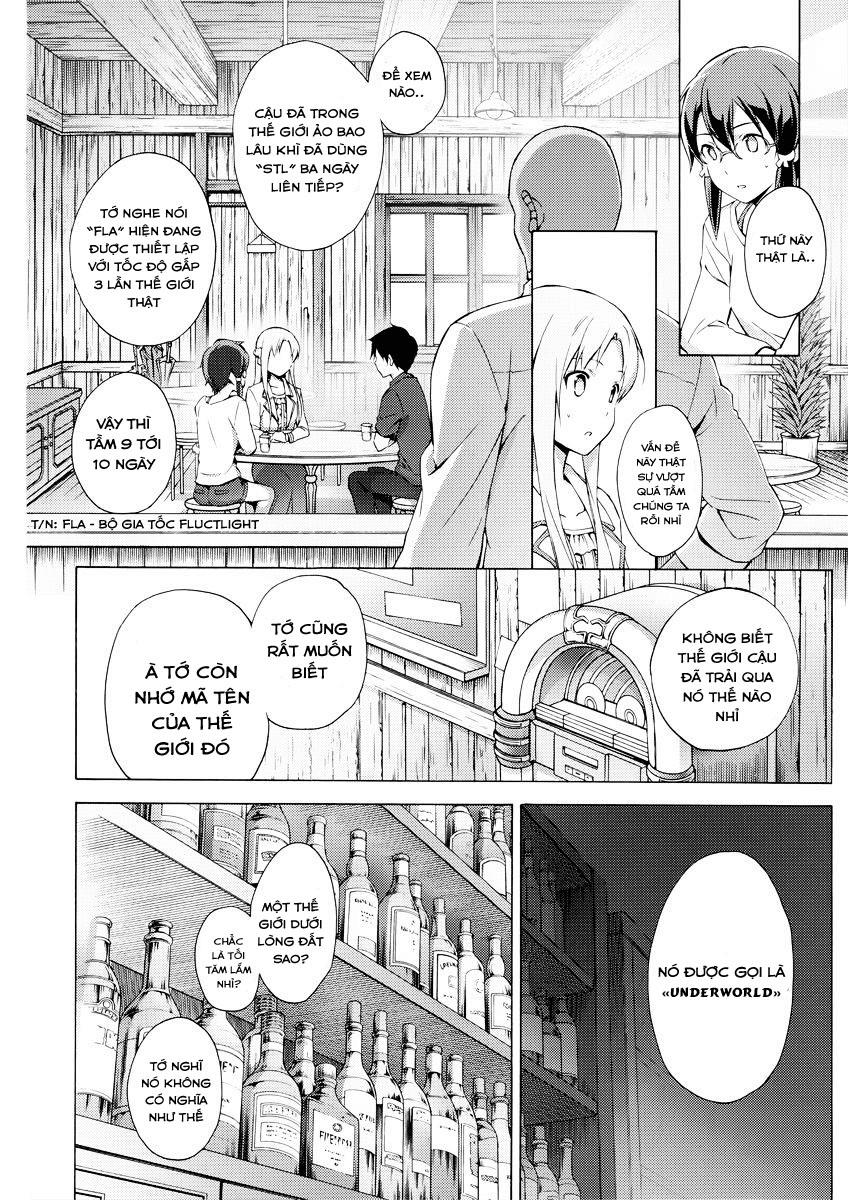 THỨ NÀY
THẬT LÀ..
VẤN ĐỀ
NÀY THẬT
SỰ VƯỢT
QUÁ TẦM
CHÚNG TA
RỒI NHỈ
ĐỂ XEM
NÀO..
CẬU ĐÃ TRONG
THẾ GIỚI ẢO BAO
LÂU KHI ĐÃ DÙNG
"STL" BA NGÀY
LIÊN TIẾP?
TỚ NGHE NÓI
"FLA" HIỆN ĐANG
ĐƯỢC THIẾT LẬP
VỚI TỐC ĐỘ GẤP
3 LẦN THẾ GIỚI
THẬT
VẬY THÌ
TẦM 9 TỚI
10 NGÀY
T/N: FLA - BỘ GIA TỐC FLUCTLIGHT
KHÔNG BIẾT
THẾ GIỚI CẬU
ĐÃ TRẢI QUA
NÓ THẾ NÀO
NHỈ
TỚ CŨNG
RẤT MUỐN
BIẾT
À TỚ CÒN
NHỚ MÃ TÊN
CỦA THẾ
GIỚI ĐÓ
NÓ ĐƯỢC GỌI LÀ
«UNDERWORLD»
MỘT THẾ
GIỚI DƯỚI
LÒNG ĐẤT
SAO?
CHẮC
LÀ TỐI
TĂM LẮM
NHỈ?
TỚ NGHĨ
NÓ KHÔNG
CÓ NGHĨA
NHƯ THẾ